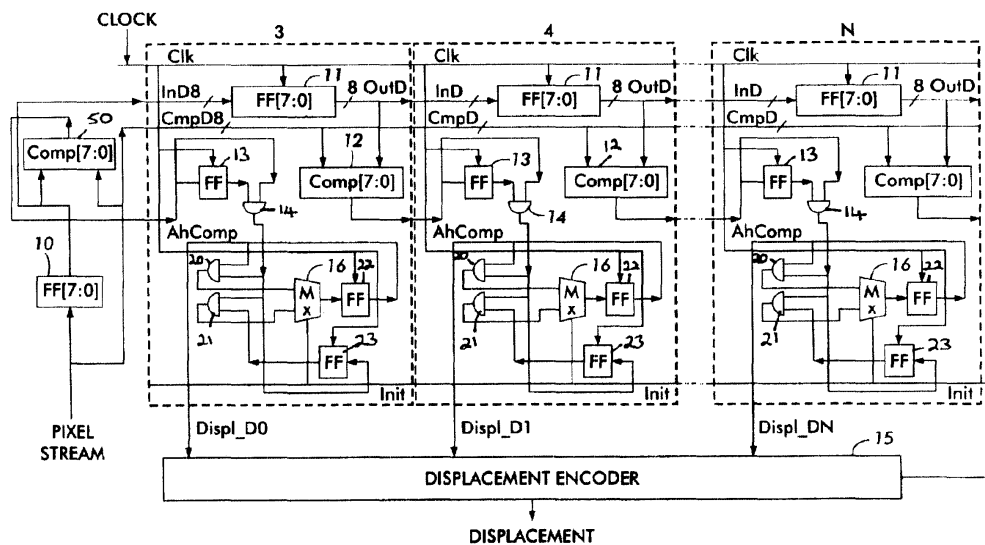 CLOCK
3
4
N
Clk
Clk
Clk
11
11
11
InD8
FF[7:0]
8 OutD
InD
FF[7:0]
8 OutD
InD
FF[7:0]
8 OutD
50
CmpD8
CmpD
CmpD
Comp[7:0]
13
12
13
12
13
FF
Comp[7:0]
FF
Comp[7:0]
FF
Comp[7:0]
14
14
14
10
AhComp
AhComp
AhComp
FF[7:0]
20
16
22
20
16
22
20
16
22
M
x
FF
M
x
FF
M
x
FF
21
FF
23
21
FF
23
21
FF
23
Init
Init
Init
PIXEL
STREAM
Displ_D0
Displ_D1
Displ_DN
15
DISPLACEMENT ENCODER
DISPLACEMENT